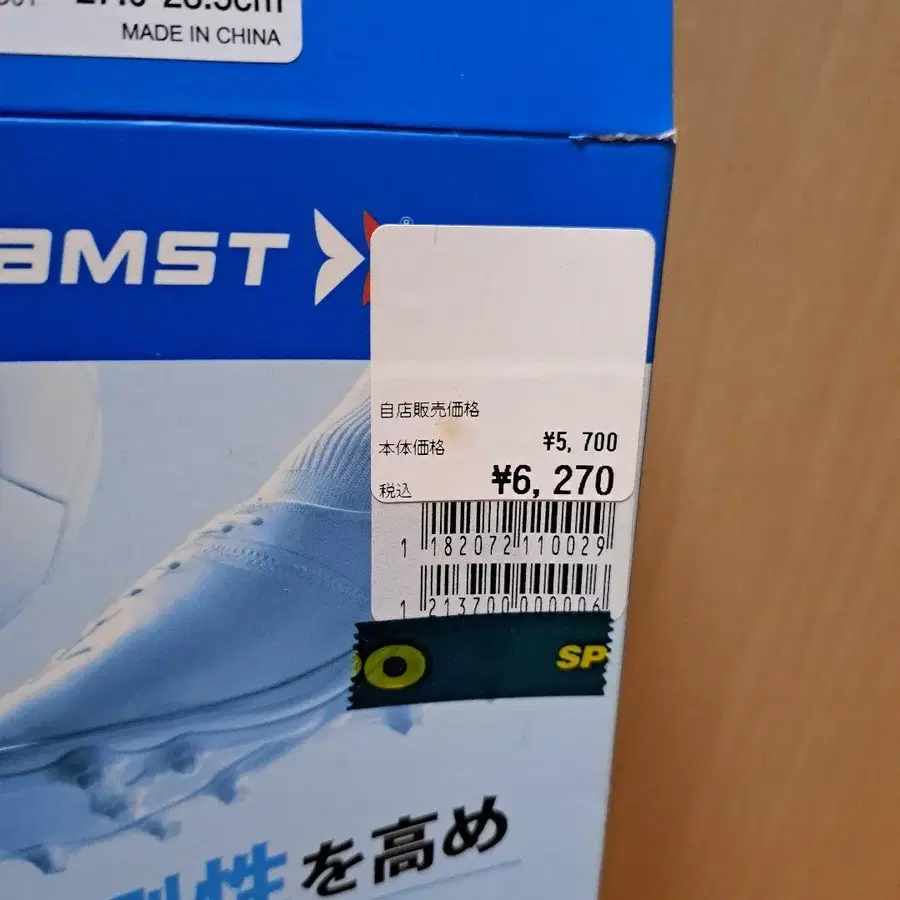 MADE IN CHINA
aMST
®
自店販売価格
本体価格 ¥5,700
税込 ¥6,270
1 182072 110029
1 213700 000006
O SP
性を高め